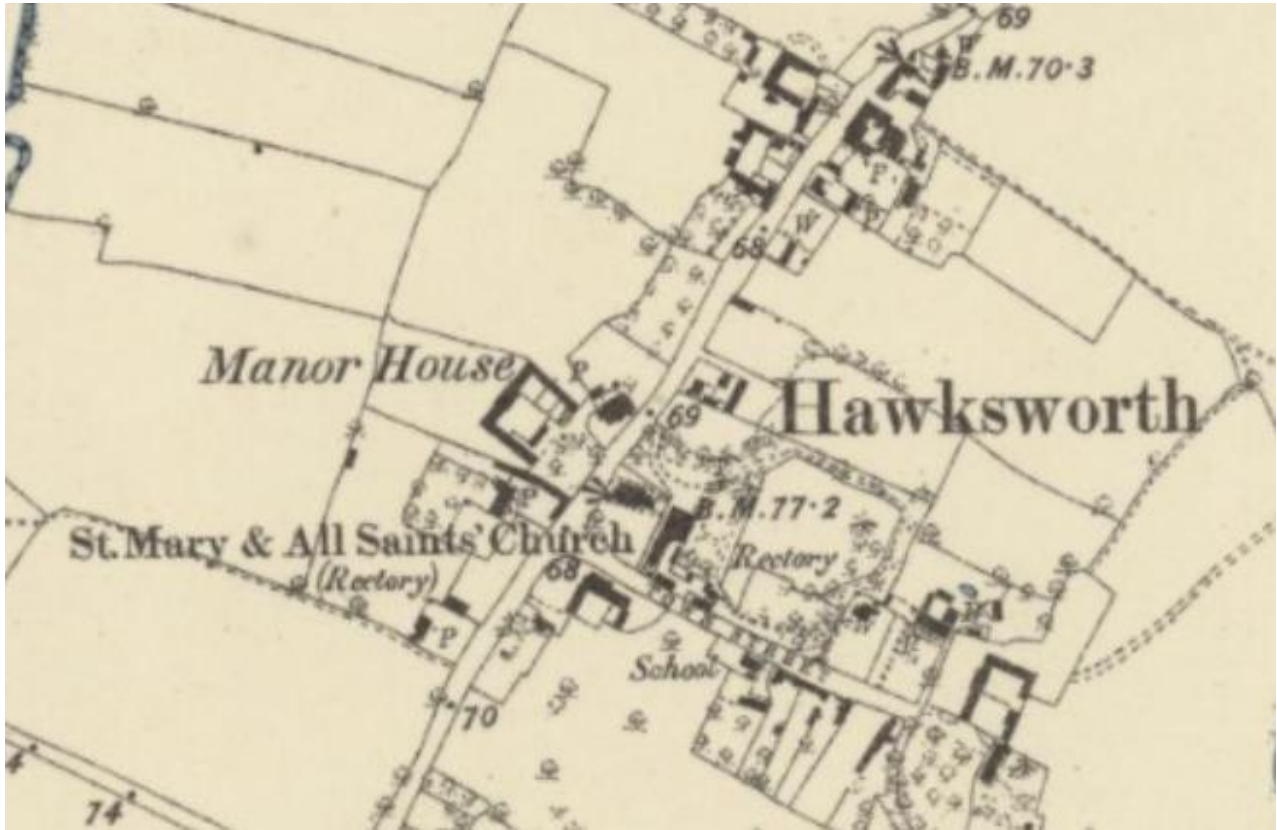 69
W
B.M.70·3
P
P
W
68
Manor House
P
Hawksworth
69
P
B.M.77·2
St. Mary & All Saints' Church
Rectory
(Rectory)
68
P
School
70
4
74